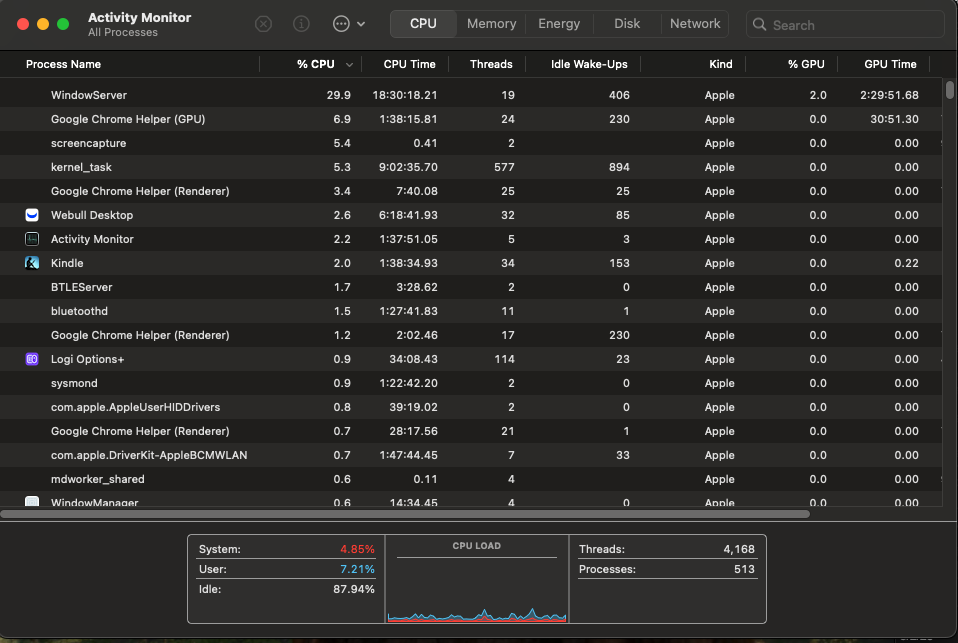 Activity Monitor
All Processes
CPU Memory Energy Disk Network Search
Process Name % CPU CPU Time Threads Idle Wake-Ups Kind % GPU GPU Time
WindowServer 29.9 18:30:18.21 19 406 Apple 2.0 2:29:51.68
Google Chrome Helper (GPU) 6.9 1:38:15.81 24 230 Apple 0.0 30:51.30
screencapture 5.4 0.41 2 Apple 0.0 0.00
kernel_task 5.3 9:02:35.70 577 894 Apple 0.0 0.00
Google Chrome Helper (Renderer) 3.4 7:40.08 25 25 Apple 0.0 0.00
Webull Desktop 2.6 6:18:41.93 32 85 Apple 0.0 0.00
Activity Monitor 2.2 1:37:51.05 5 3 Apple 0.0 0.00
Kindle 2.0 1:38:34.93 34 153 Apple 0.0 0.22
BTLEServer 1.7 3:28.62 2 0 Apple 0.0 0.00
bluetoothd 1.5 1:27:41.83 11 1 Apple 0.0 0.00
Google Chrome Helper (Renderer) 1.2 2:02.46 17 230 Apple 0.0 0.00
Logi Options+ 0.9 34:08.43 114 23 Apple 0.0 0.00
sysmond 0.9 1:22:42.20 2 0 Apple 0.0 0.00
com.apple.AppleUserHIDDrivers 0.8 39:19.02 2 0 Apple 0.0 0.00
Google Chrome Helper (Renderer) 0.7 28:17.56 21 1 Apple 0.0 0.00
com.apple.DriverKit-AppleBCMWLAN 0.7 1:47:44.45 7 33 Apple 0.0 0.00
mdworker_shared 0.6 0.11 4 Apple 0.0 0.00
WindowManager 0.6 14:34.45 4 0 Apple 0.0 0.00
System: 4.85% CPU LOAD Threads: 4,168
User: 7.21% Processes: 513
Idle: 87.94%